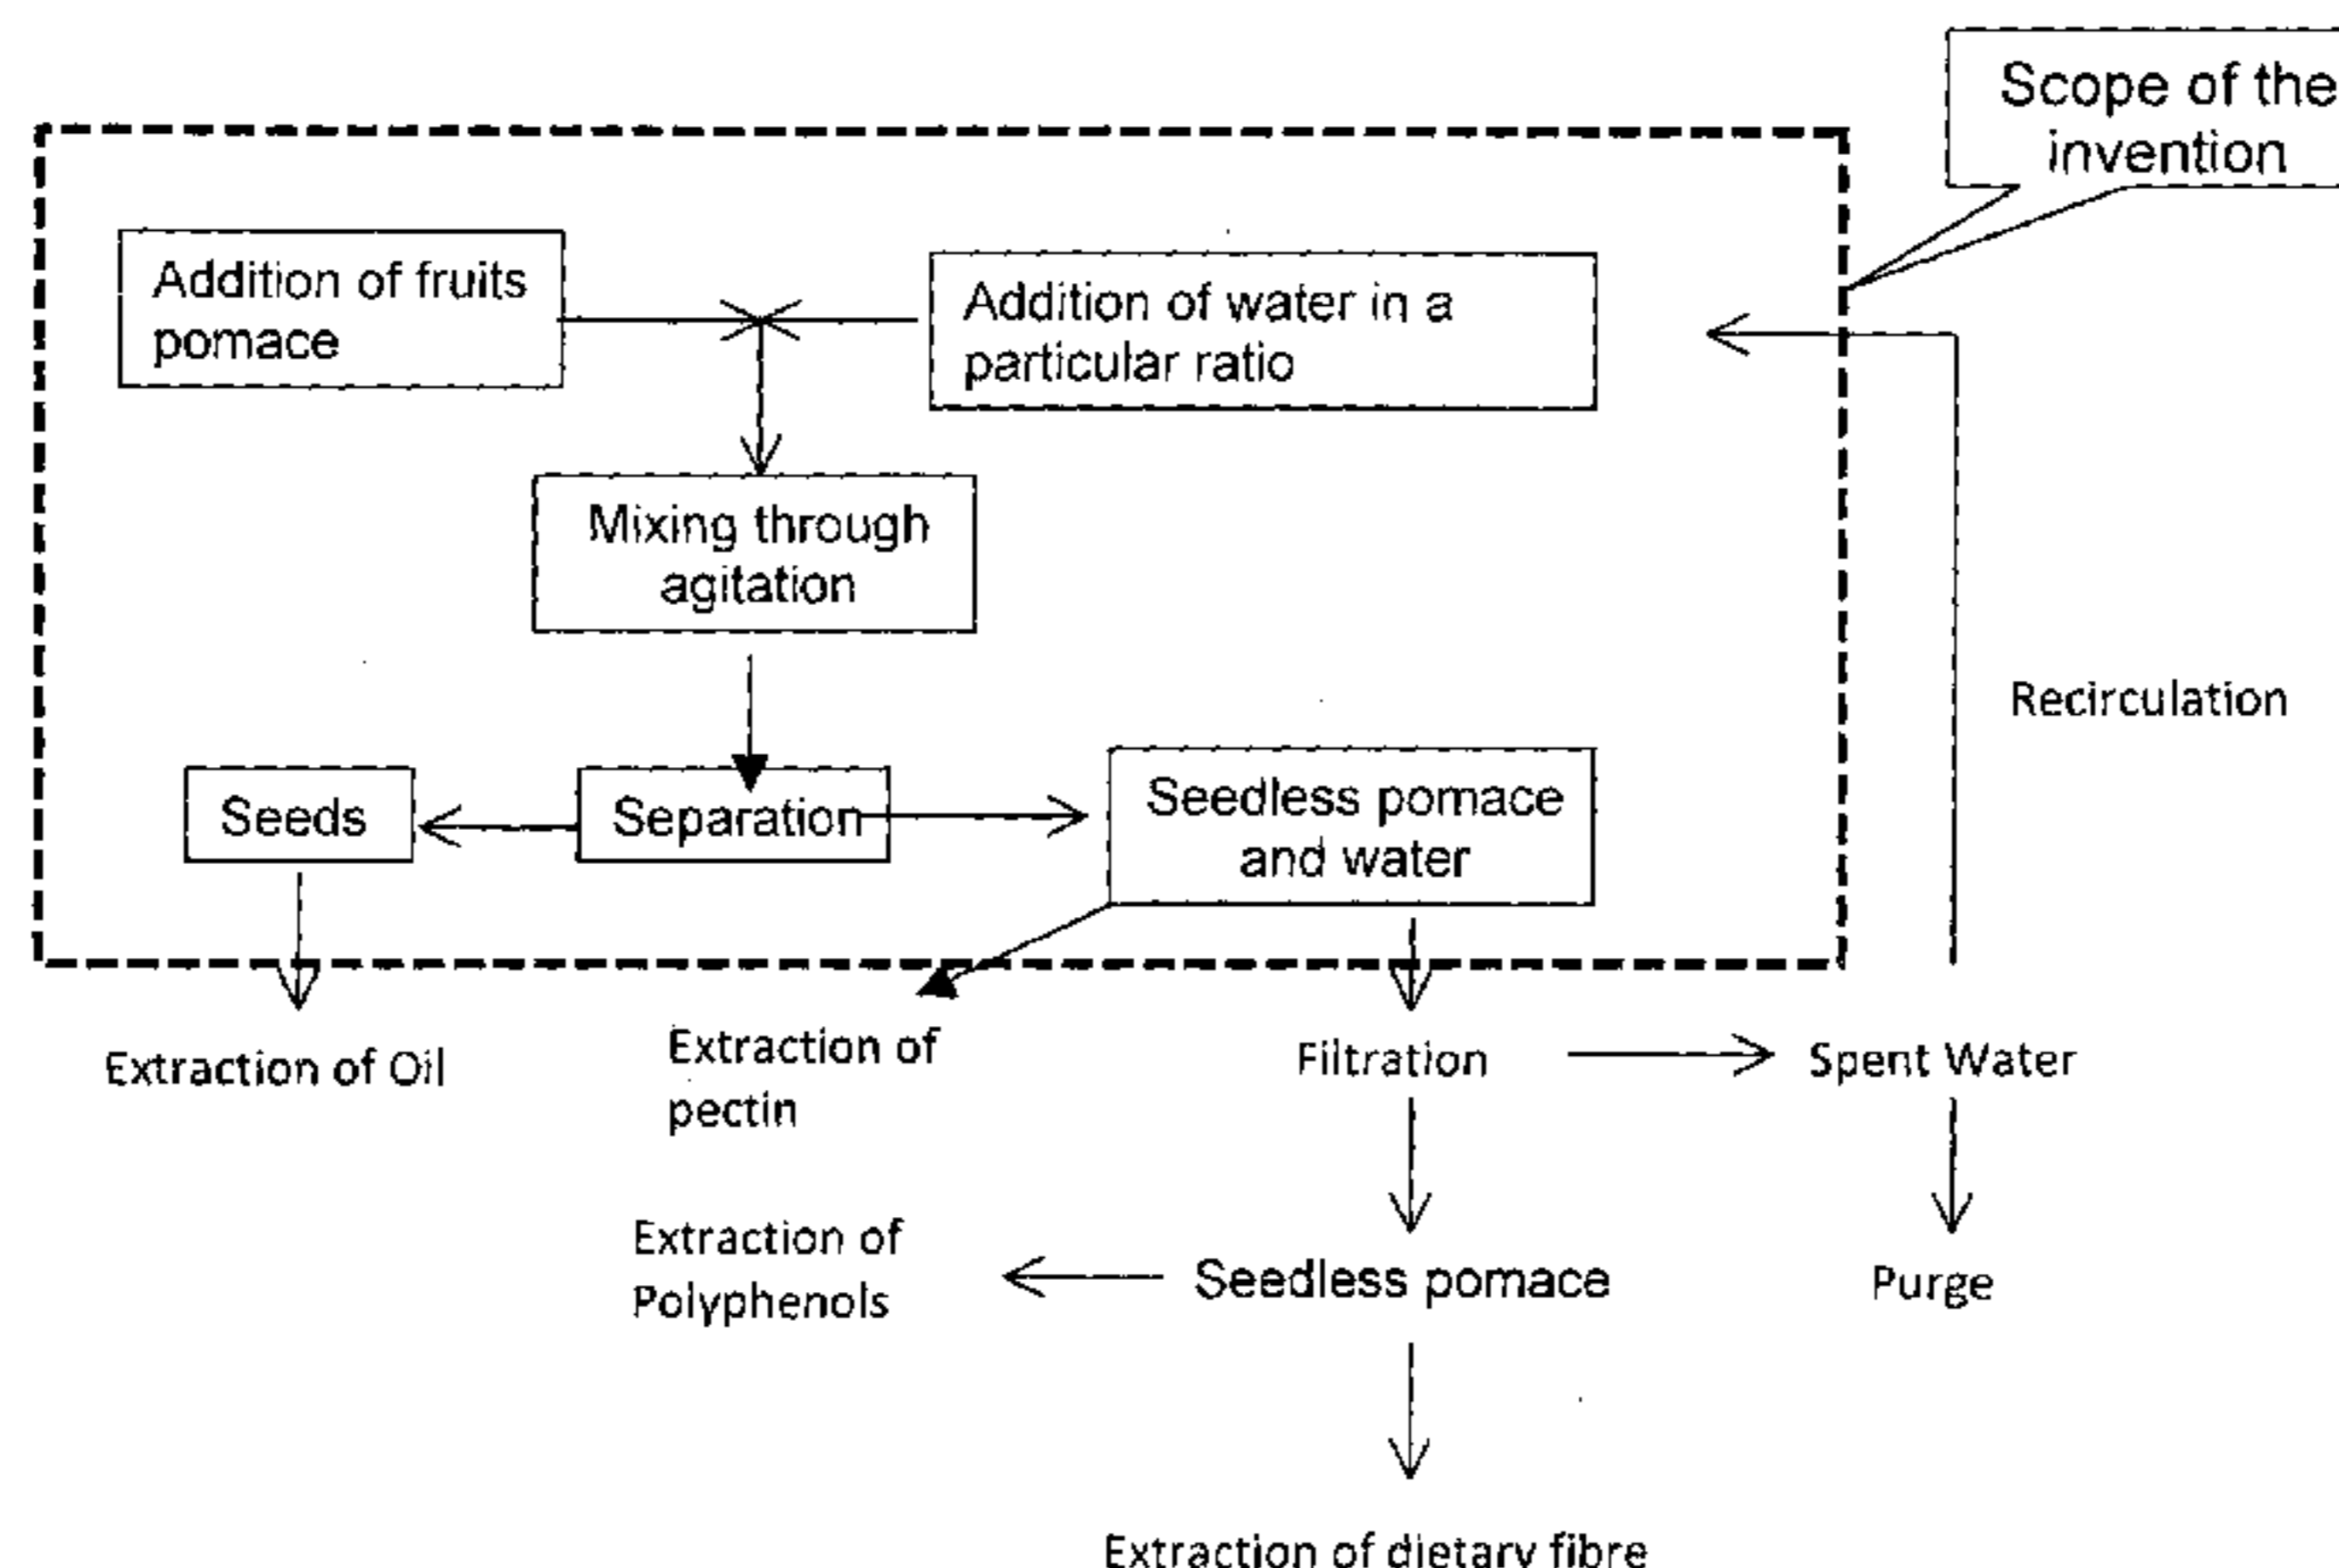 Scope of the
invention
Addition of fruits
pomace
Addition of water in a
particular ratio
Mixing through
agitation
Recirculation
Seeds
Separation
Seedless pomace
and water
Extraction of Oil
Extraction of
pectin
Filtration
Spent Water
Extraction of
Polyphenols
Seedless pomace
Purge
Extraction of dietary fibre